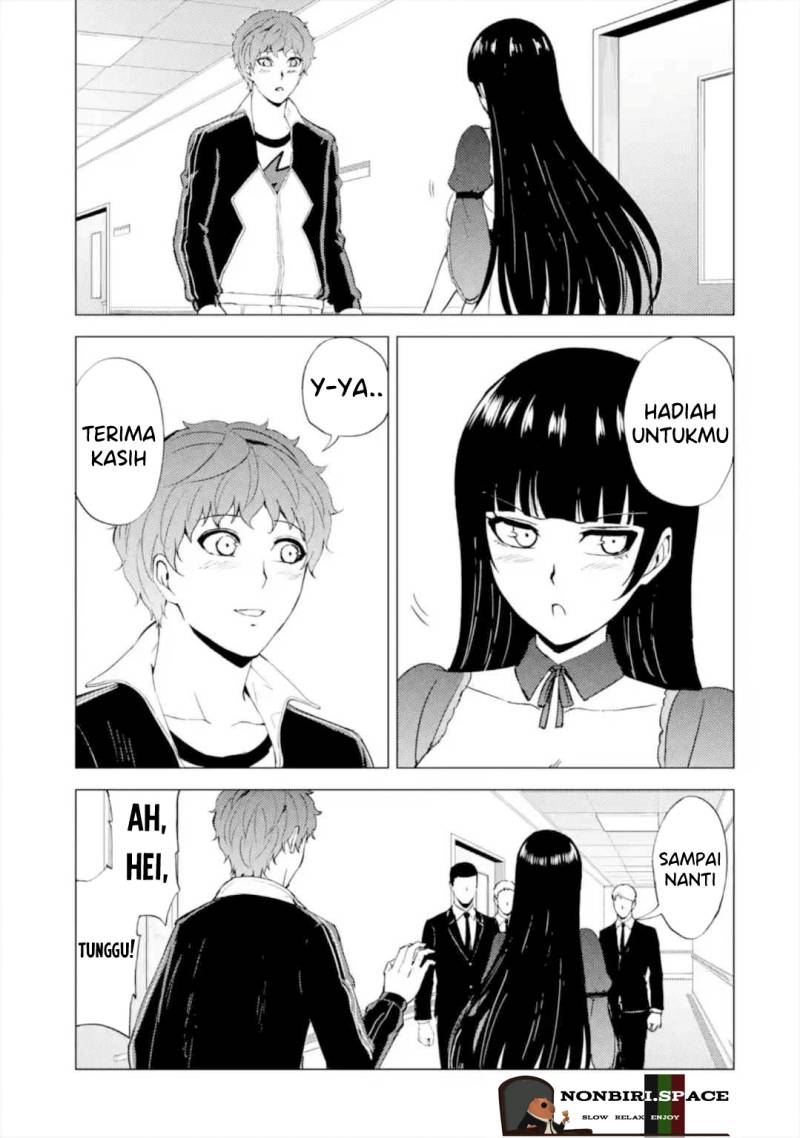 HADIAH
UNTUKMU
Y-YA..
TERIMA
KASIH
SAMPAI
NANTI
AH,
HEI,
TUNGGU!
NONBIRI.SPACE
SLOW RELAX ENJOY